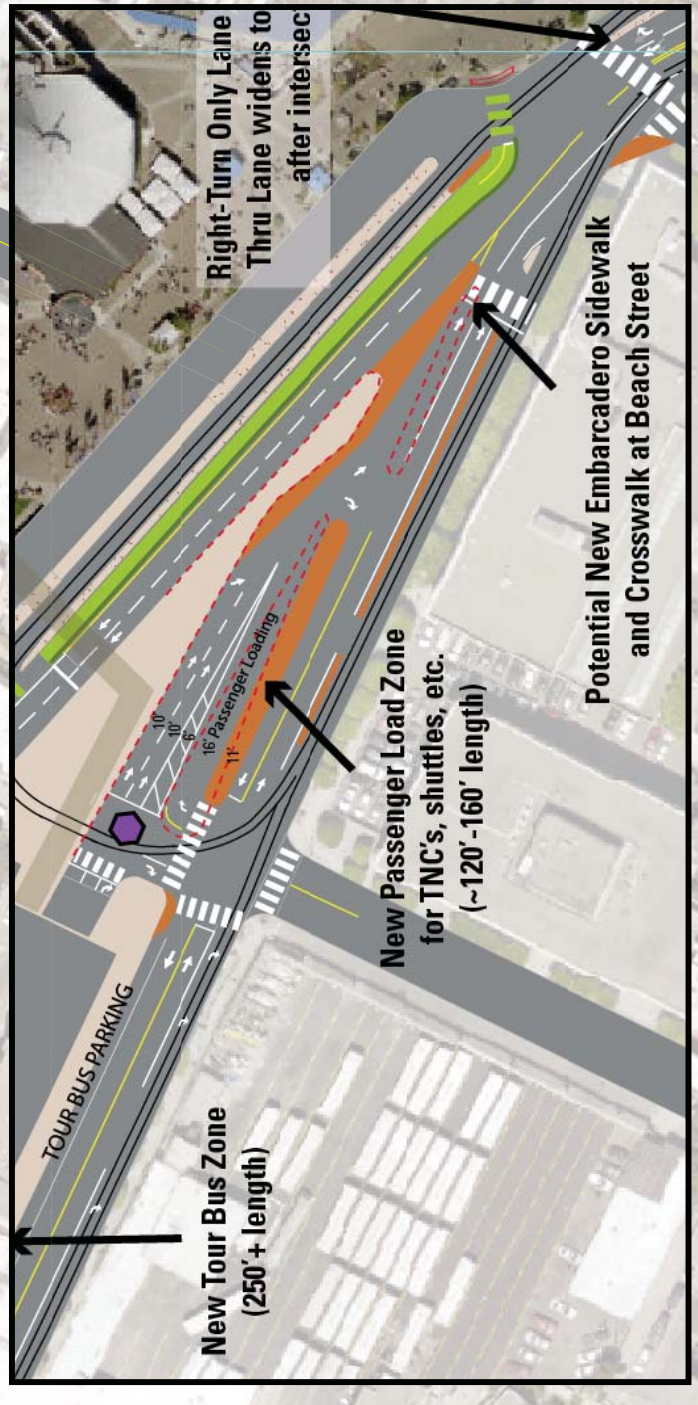 Right-Turn Only Lane
Thru Lane widens to
after intersec
TOUR BUS PARKING
10'
10'
6'
16' Passenger Loading
11'
New Tour Bus Zone
(250'+ length)
New Passenger Load Zone
for TNC's, shuttles, etc.
(~120'-160' length)
Potential New Embarcadero Sidewalk
and Crosswalk at Beach Street